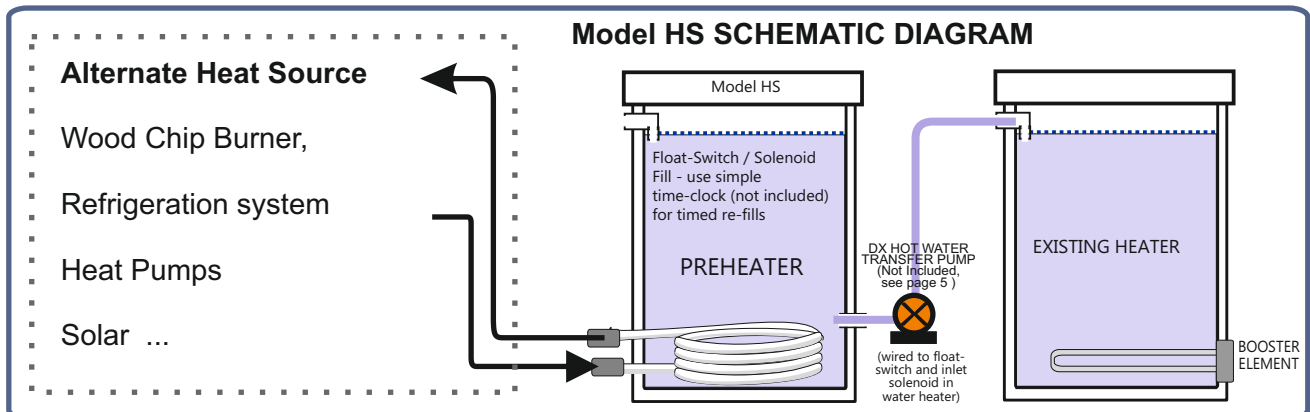 Model HS SCHEMATIC DIAGRAM
Alternate Heat Source
Wood Chip Burner,
Refrigeration system
Heat Pumps
Solar ...
Model HS
Float-Switch / Solenoid
Fill - use simple
time-clock (not included)
for timed re-fills
PREHEATER
DX HOT WATER
TRANSFER PUMP
(Not Included,
see page 5 )
(wired to float-
switch and inlet
solenoid in
water heater)
EXISTING HEATER
BOOSTER
ELEMENT